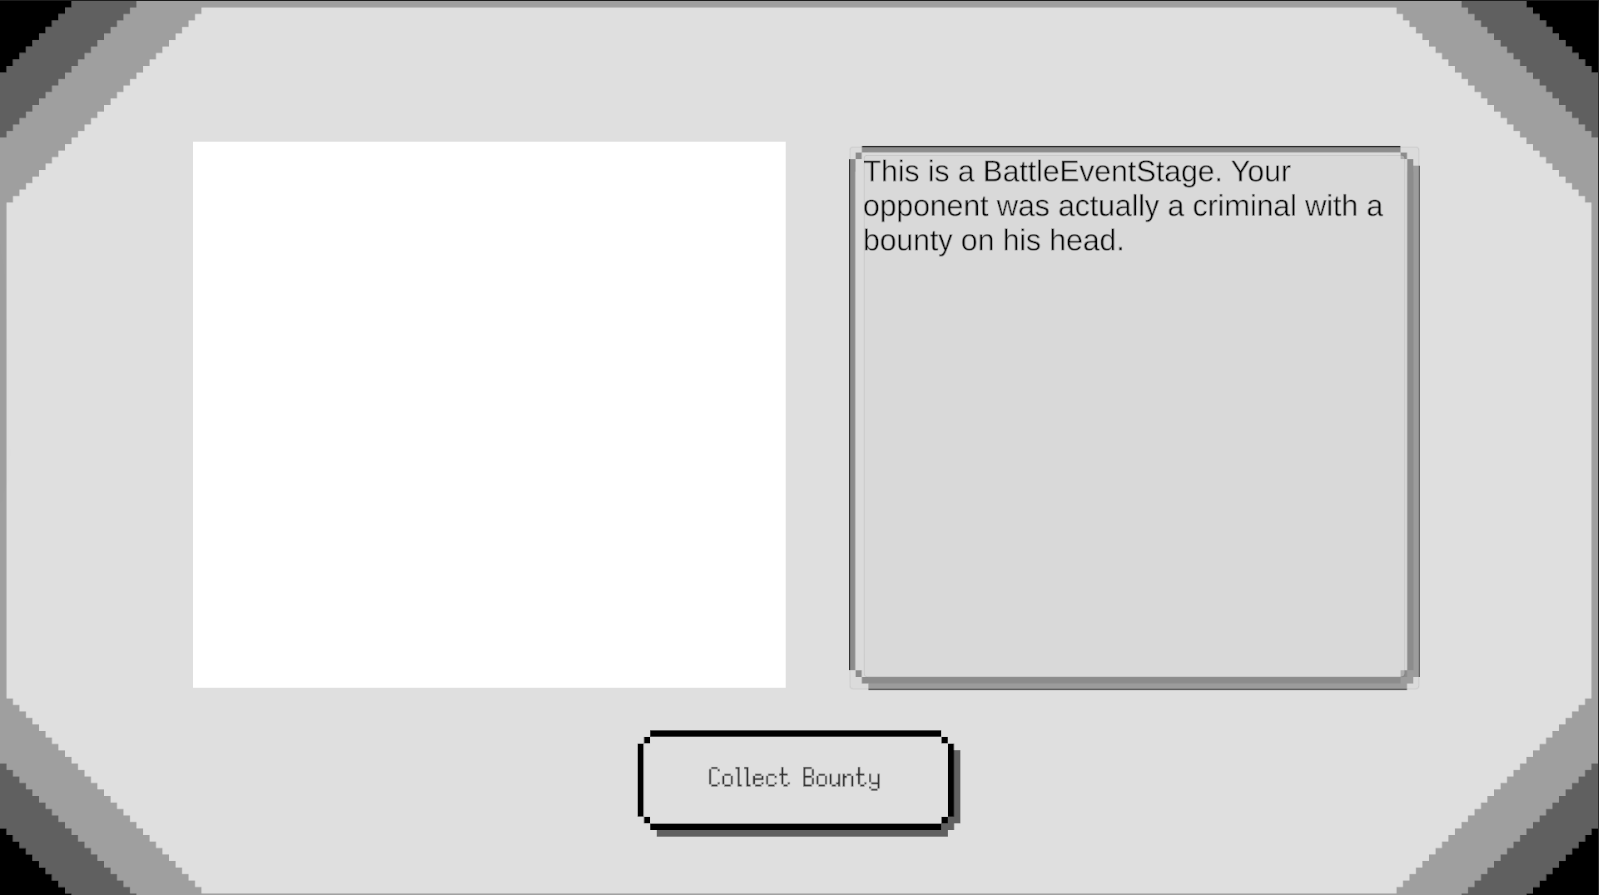 This is a BattleEventStage. Your
opponent was actually a criminal with a
bounty on his head.
Collect Bounty